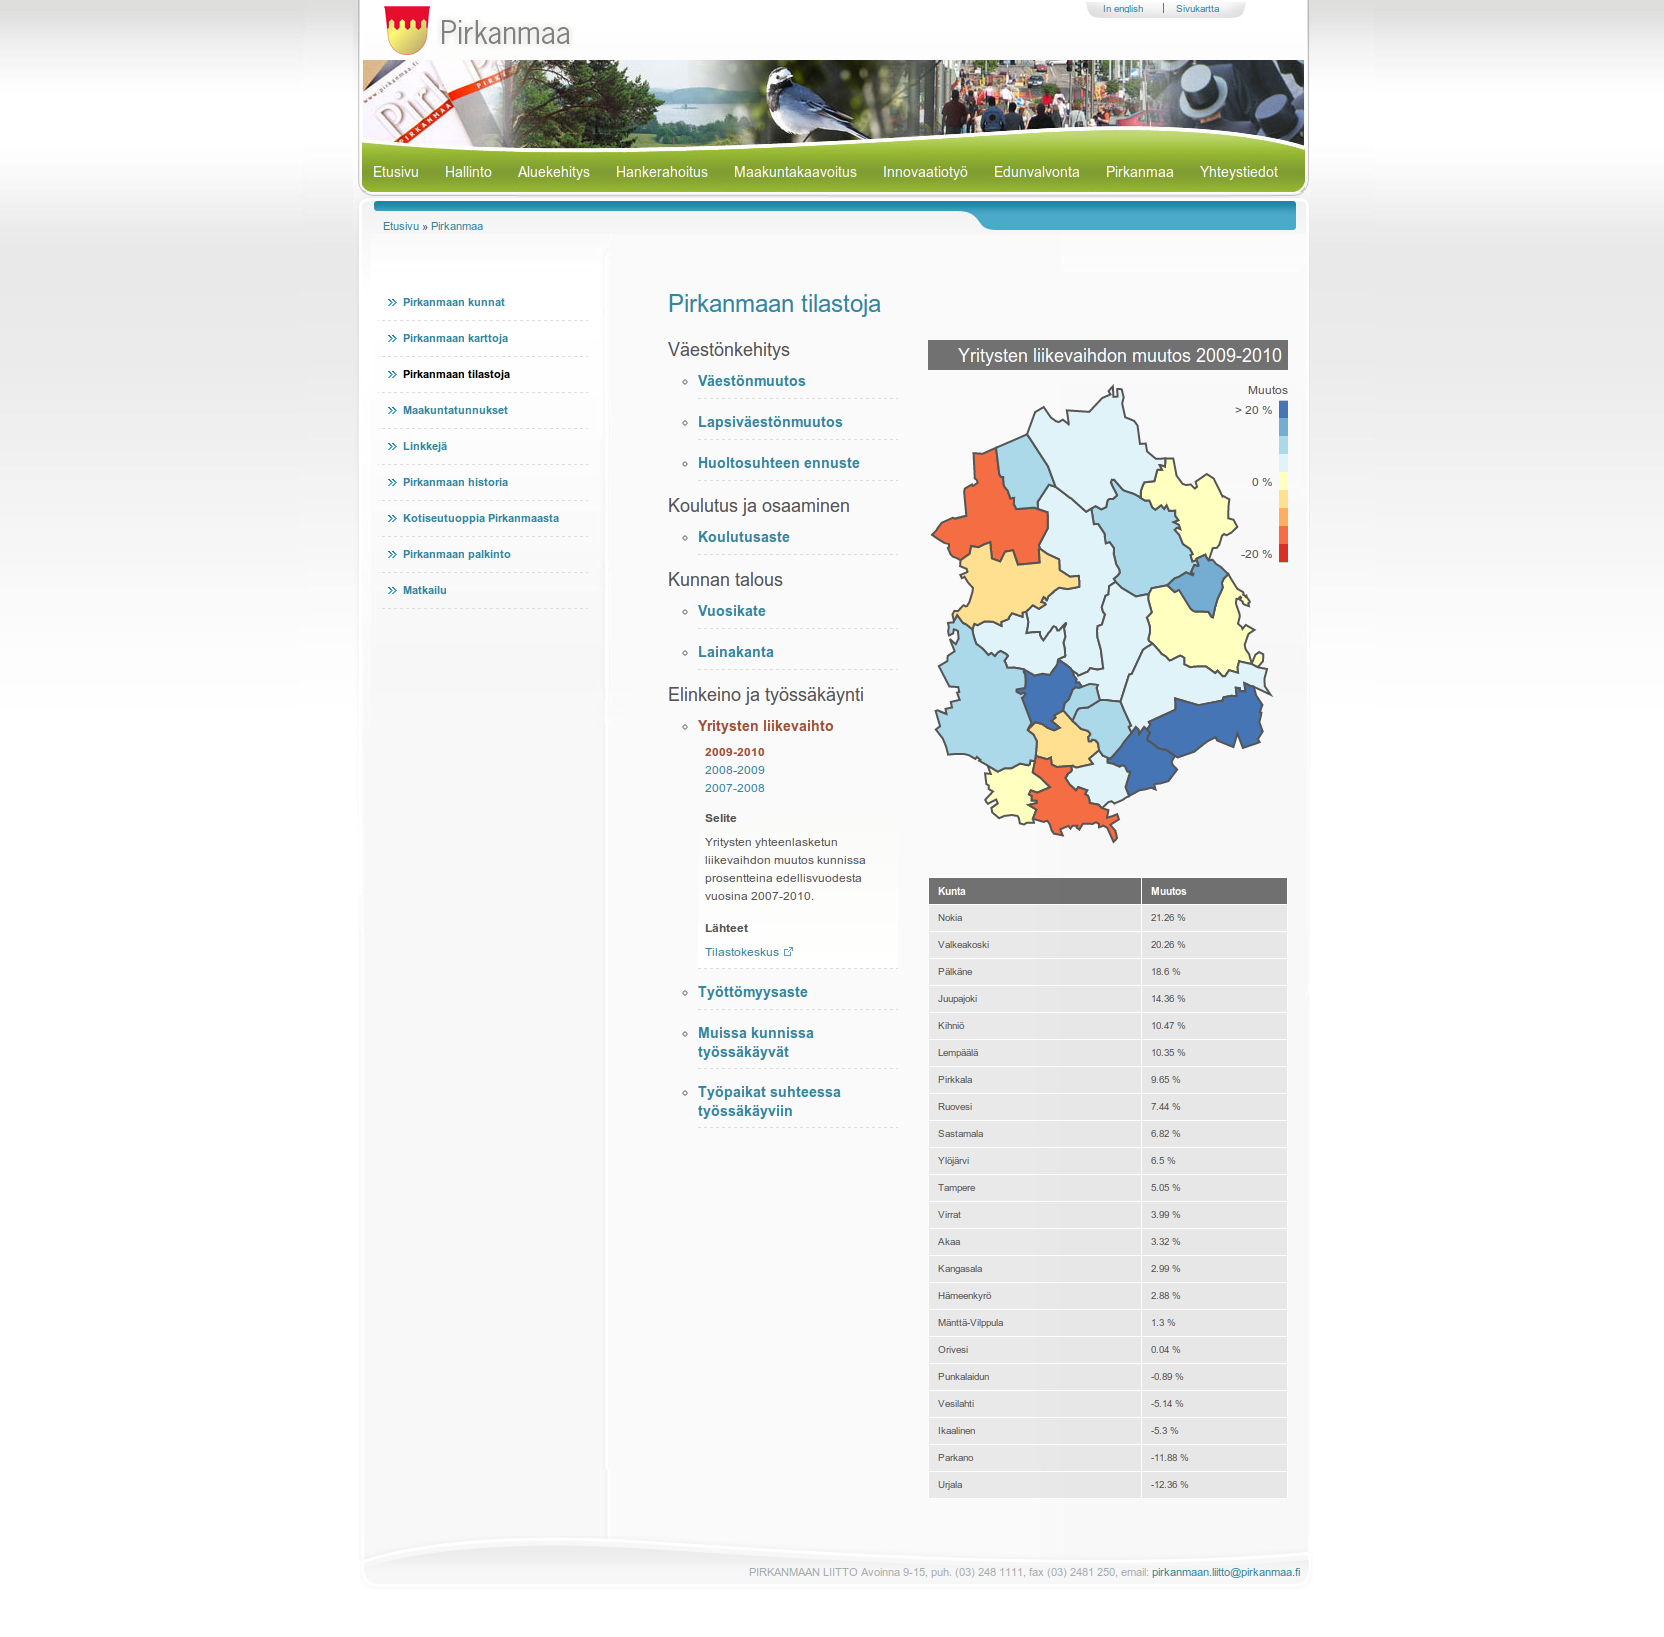 In english | Sivukartta
Pirkanmaa
www.pirkanmaa.fi
PIRKANMAA
Etusivu Hallinto Aluekehitys Hankerahoitus Maakuntakaavoitus Innovaatiotyö Edunvalvonta Pirkanmaa Yhteystiedot
Etusivu » Pirkanmaa
Pirkanmaan kunnat
Pirkanmaan karttoja
Pirkanmaan tilastoja
Maakuntatunnukset
Linkkejä
Pirkanmaan historia
Kotiseutuoppia Pirkanmaasta
Pirkanmaan palkinto
Matkailu
Pirkanmaan tilastoja
Väestönkehitys
Väestönmuutos
Lapsiväestönmuutos
Huoltosuhteen ennuste
Koulutus ja osaaminen
Koulutusaste
Kunnan talous
Vuosikate
Lainakanta
Elinkeino ja työssäkäynti
Yritysten liikevaihto
2009-2010
2008-2009
2007-2008
Selite
Yritysten yhteenlasketun
liikevaihdon muutos kunnissa
prosentteina edellisvuodesta
vuosina 2007-2010.
Lähteet
Tilastokeskus
Työttömyysaste
Muissa kunnissa
työssäkäyvät
Työpaikat suhteessa
työssäkäyviin
Yritysten liikevaihdon muutos 2009-2010
Muutos
> 20 %
0 %
-20 %
Kunta Muutos
Nokia 21.26 %
Valkeakoski 20.26 %
Pälkäne 18.6 %
Juupajoki 14.36 %
Kihniö 10.47 %
Lempäälä 10.35 %
Pirkkala 9.65 %
Ruovesi 7.44 %
Sastamala 6.82 %
Ylöjärvi 6.5 %
Tampere 5.05 %
Virrat 3.99 %
Akaa 3.32 %
Kangasala 2.99 %
Hämeenkyrö 2.88 %
Mänttä-Vilppula 1.3 %
Orivesi 0.04 %
Punkalaidun -0.89 %
Vesilahti -5.14 %
Ikaalinen -5.3 %
Parkano -11.88 %
Urjala -12.36 %
PIRKANMAAN LIITTO Avoinna 9-15, puh. (03) 248 1111, fax (03) 2481 250, email: pirkanmaan.liitto@pirkanmaa.fi